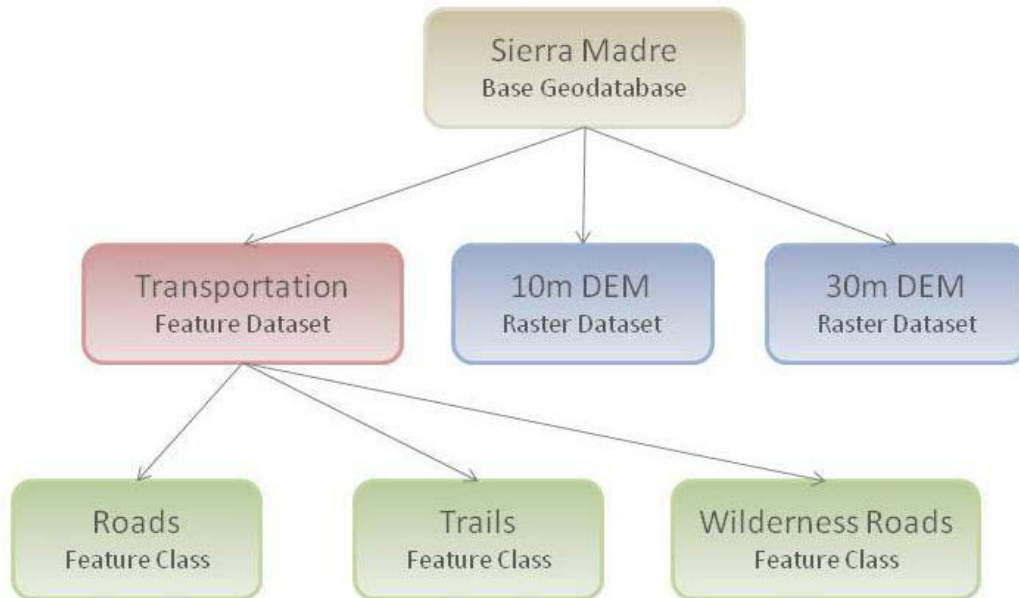 Sierra Madre
Base Geodatabase
Transportation
Feature Dataset
10m DEM
Raster Dataset
30m DEM
Raster Dataset
Roads
Feature Class
Trails
Feature Class
Wilderness Roads
Feature Class